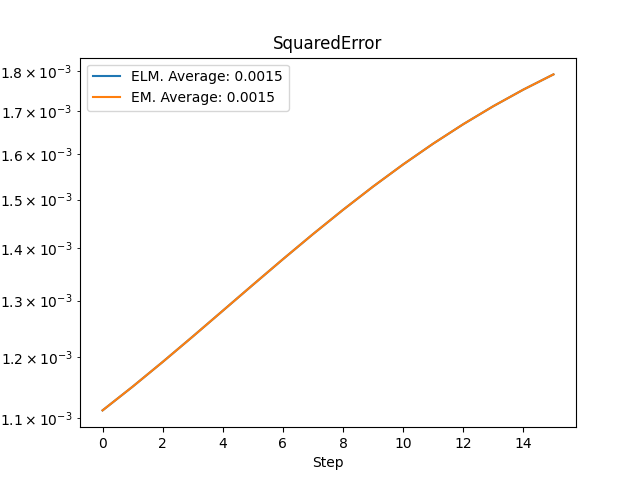 SquaredError
ELM. Average: 0.0015
EM. Average: 0.0015
1.8 × 10⁻³
1.7 × 10⁻³
1.6 × 10⁻³
1.5 × 10⁻³
1.4 × 10⁻³
1.3 × 10⁻³
1.2 × 10⁻³
1.1 × 10⁻³
0 2 4 6 8 10 12 14
Step